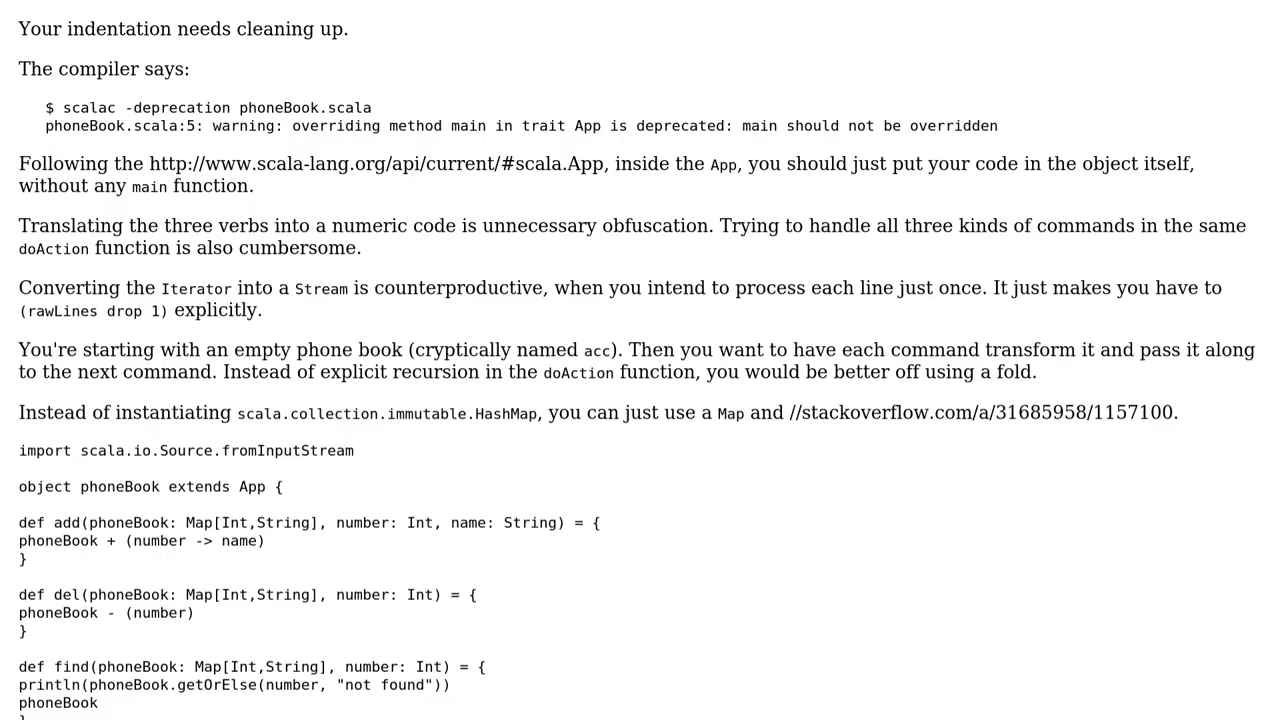 Your indentation needs cleaning up.
The compiler says:
$ scalac -deprecation phoneBook.scala
phoneBook.scala:5: warning: overriding method main in trait App is deprecated: main should not be overridden
Following the http://www.scala-lang.org/api/current/#scala.App, inside the App, you should just put your code in the object itself,
without any main function.
Translating the three verbs into a numeric code is unnecessary obfuscation. Trying to handle all three kinds of commands in the same
doAction function is also cumbersome.
Converting the Iterator into a Stream is counterproductive, when you intend to process each line just once. It just makes you have to
(rawLines drop 1) explicitly.
You're starting with an empty phone book (cryptically named acc). Then you want to have each command transform it and pass it along
to the next command. Instead of explicit recursion in the doAction function, you would be better off using a fold.
Instead of instantiating scala.collection.immutable.HashMap, you can just use a Map and //stackoverflow.com/a/31685958/1157100.
import scala.io.Source.fromInputStream
object phoneBook extends App {
def add(phoneBook: Map[Int,String], number: Int, name: String) = {
phoneBook + (number -> name)
}
def del(phoneBook: Map[Int,String], number: Int) = {
phoneBook - (number)
}
def find(phoneBook: Map[Int,String], number: Int) = {
println(phoneBook.getOrElse(number, "not found"))
phoneBook
}